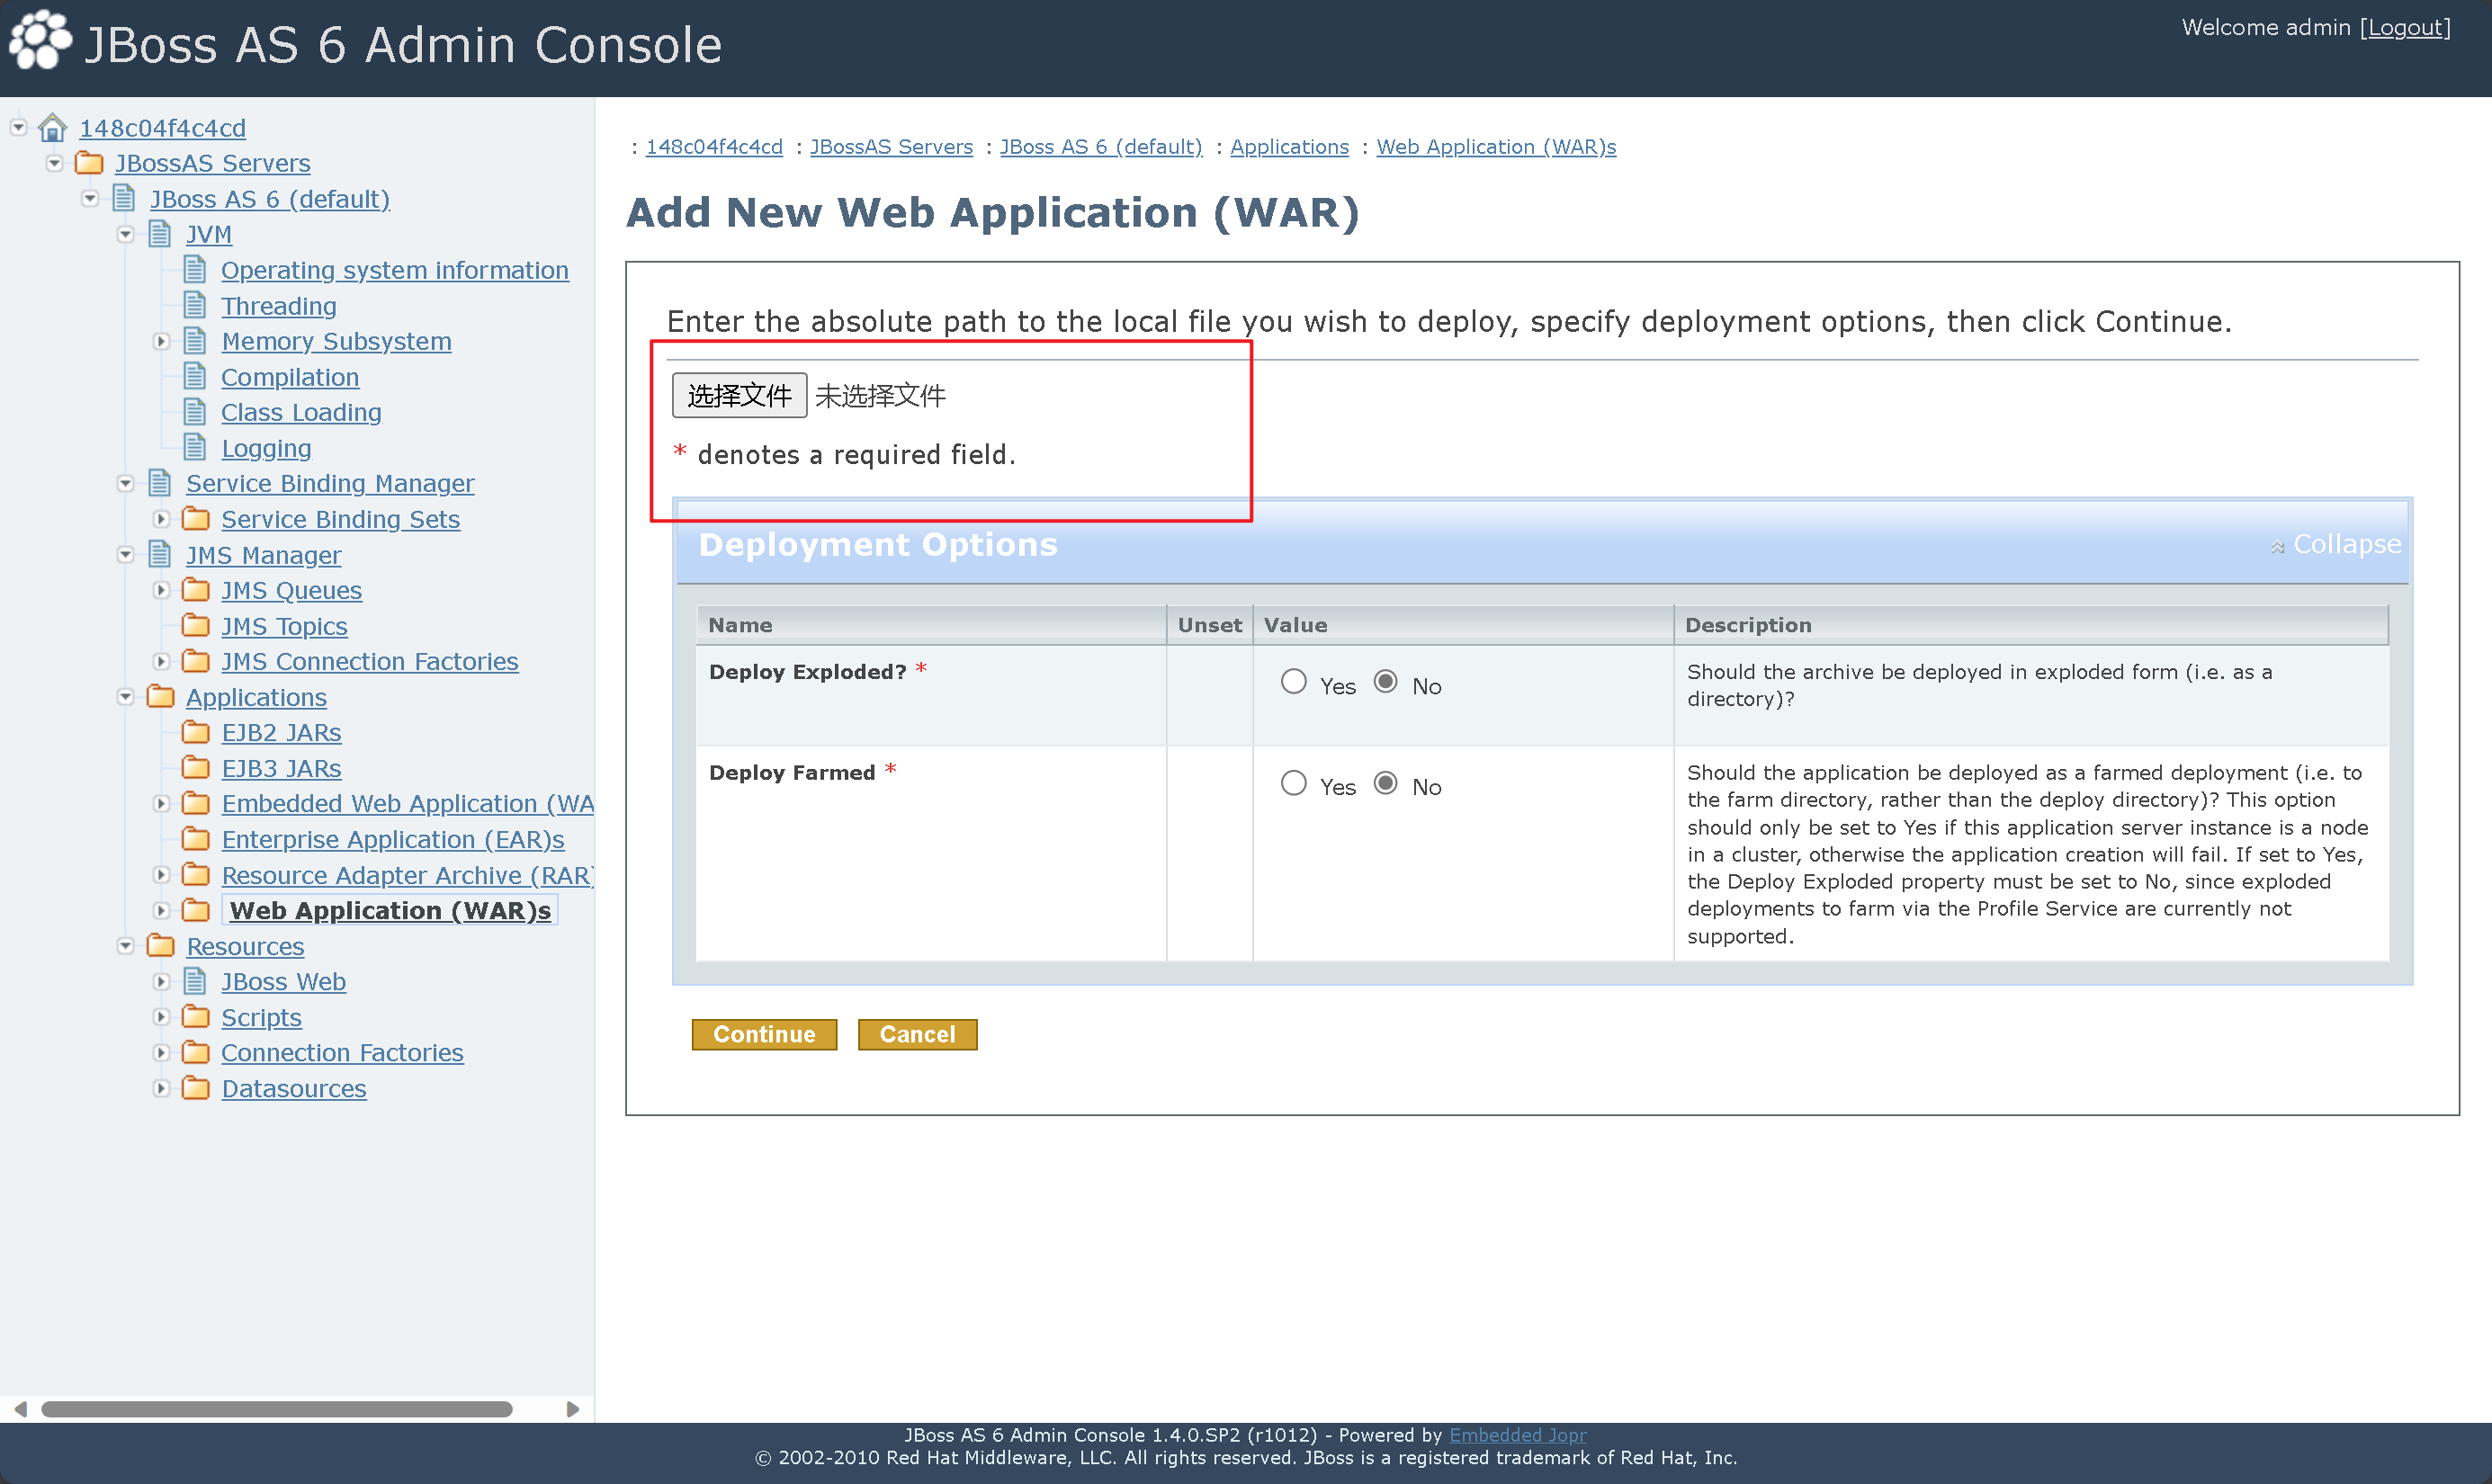 JBoss AS 6 Admin Console
Welcome admin [Logout]
148c04f4c4cd
JBossAS Servers
JBoss AS 6 (default)
JVM
Operating system information
Threading
Memory Subsystem
Compilation
Class Loading
Logging
Service Binding Manager
Service Binding Sets
JMS Manager
JMS Queues
JMS Topics
JMS Connection Factories
Applications
EJB2 JARs
EJB3 JARs
Embedded Web Application (WA
Enterprise Application (EAR)s
Resource Adapter Archive (RAR)
Web Application (WAR)s
Resources
JBoss Web
Scripts
Connection Factories
Datasources
: 148c04f4c4cd : JBossAS Servers : JBoss AS 6 (default) : Applications : Web Application (WAR)s
Add New Web Application (WAR)
Enter the absolute path to the local file you wish to deploy, specify deployment options, then click Continue.
选择文件 未选择文件
* denotes a required field.
Deployment Options
Collapse
Name Unset Value Description
Deploy Exploded? *
Yes No
Should the archive be deployed in exploded form (i.e. as a
directory)?
Deploy Farmed *
Yes No
Should the application be deployed as a farmed deployment (i.e. to
the farm directory, rather than the deploy directory)? This option
should only be set to Yes if this application server instance is a node
in a cluster, otherwise the application creation will fail. If set to Yes,
the Deploy Exploded property must be set to No, since exploded
deployments to farm via the Profile Service are currently not
supported.
Continue Cancel
JBoss AS 6 Admin Console 1.4.0.SP2 (r1012) - Powered by Embedded Jopr
© 2002-2010 Red Hat Middleware, LLC. All rights reserved. JBoss is a registered trademark of Red Hat, Inc.